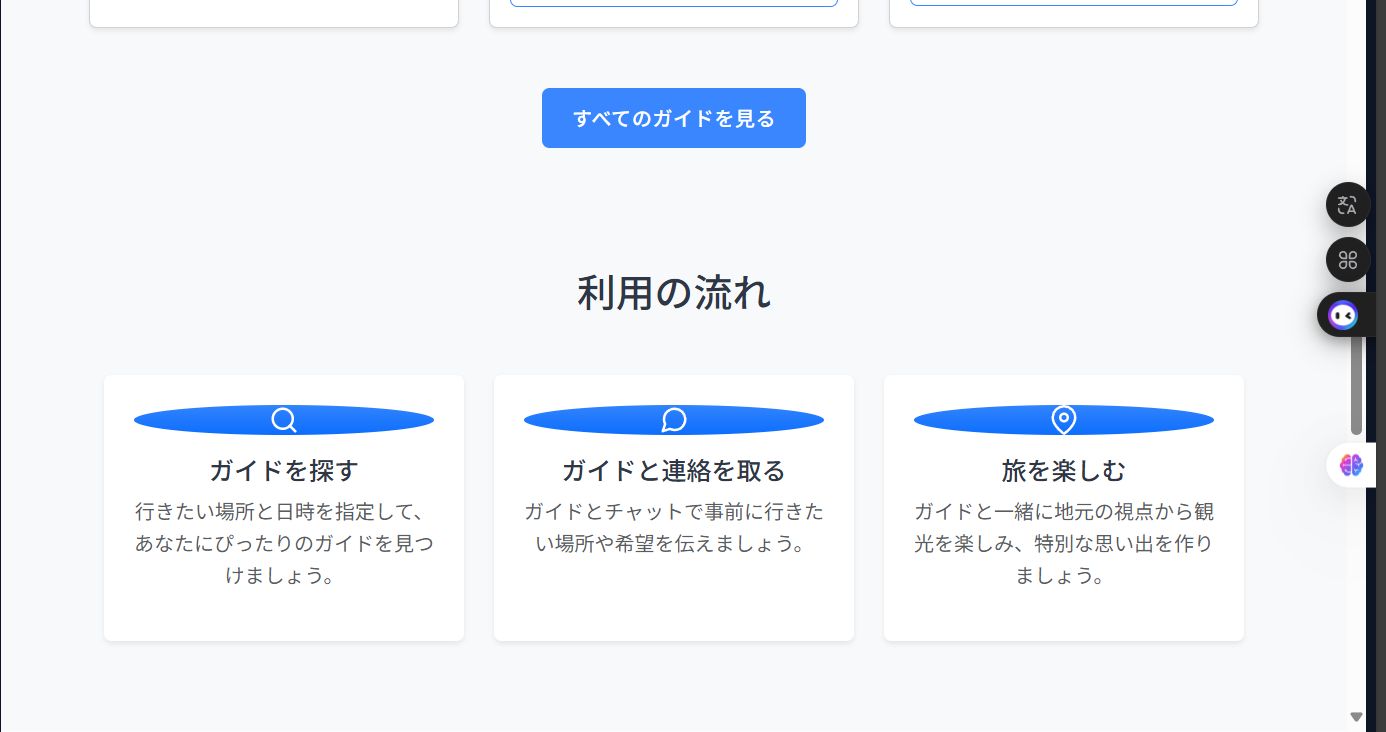 すべてのガイドを見る
利用の流れ
ガイドを探す
行きたい場所と日時を指定して、
あなたにぴったりのガイドを見つ
けましょう。
ガイドと連絡を取る
ガイドとチャットで事前に行きた
い場所や希望を伝えましょう。
旅を楽しむ
ガイドと一緒に地元の視点から観
光を楽しみ、特別な思い出を作り
ましょう。